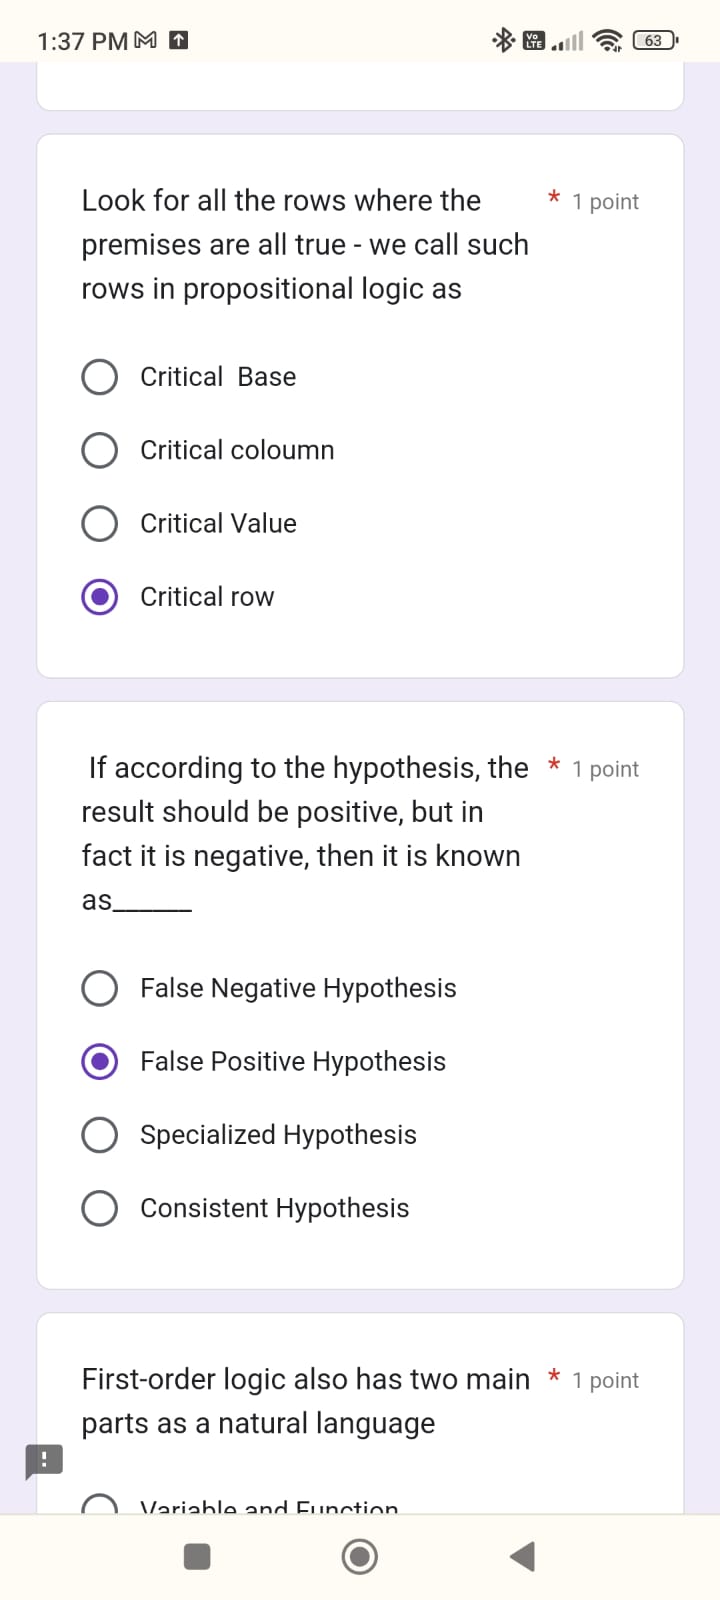 1:37 PM
Vo LTE
63
Look for all the rows where the * 1 point
premises are all true - we call such
rows in propositional logic as
Critical Base
Critical coloumn
Critical Value
Critical row
If according to the hypothesis, the * 1 point
result should be positive, but in
fact it is negative, then it is known
as______
False Negative Hypothesis
False Positive Hypothesis
Specialized Hypothesis
Consistent Hypothesis
First-order logic also has two main * 1 point
parts as a natural language
Variable and Function